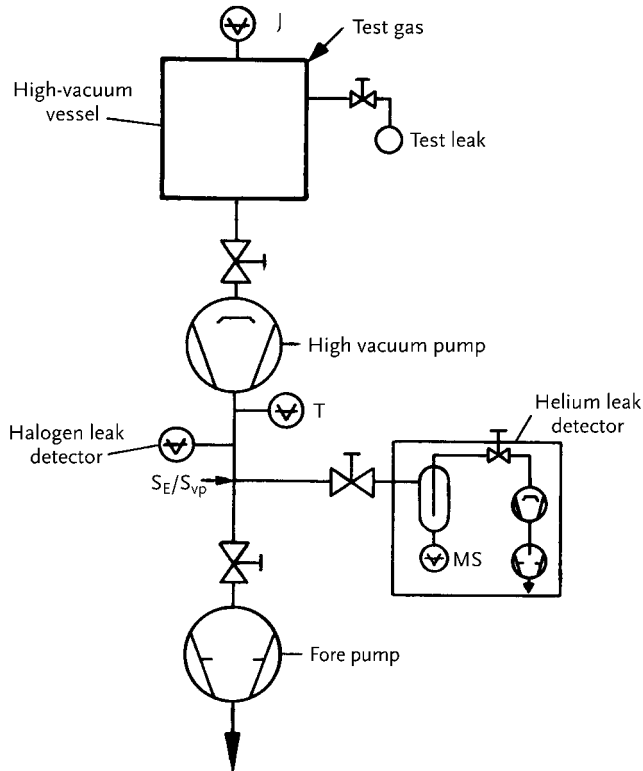 J
Test gas
High-vacuum
vessel
Test leak
High vacuum pump
T
Helium leak
detector
Halogen leak
detector
S_E/S_vp
MS
Fore pump